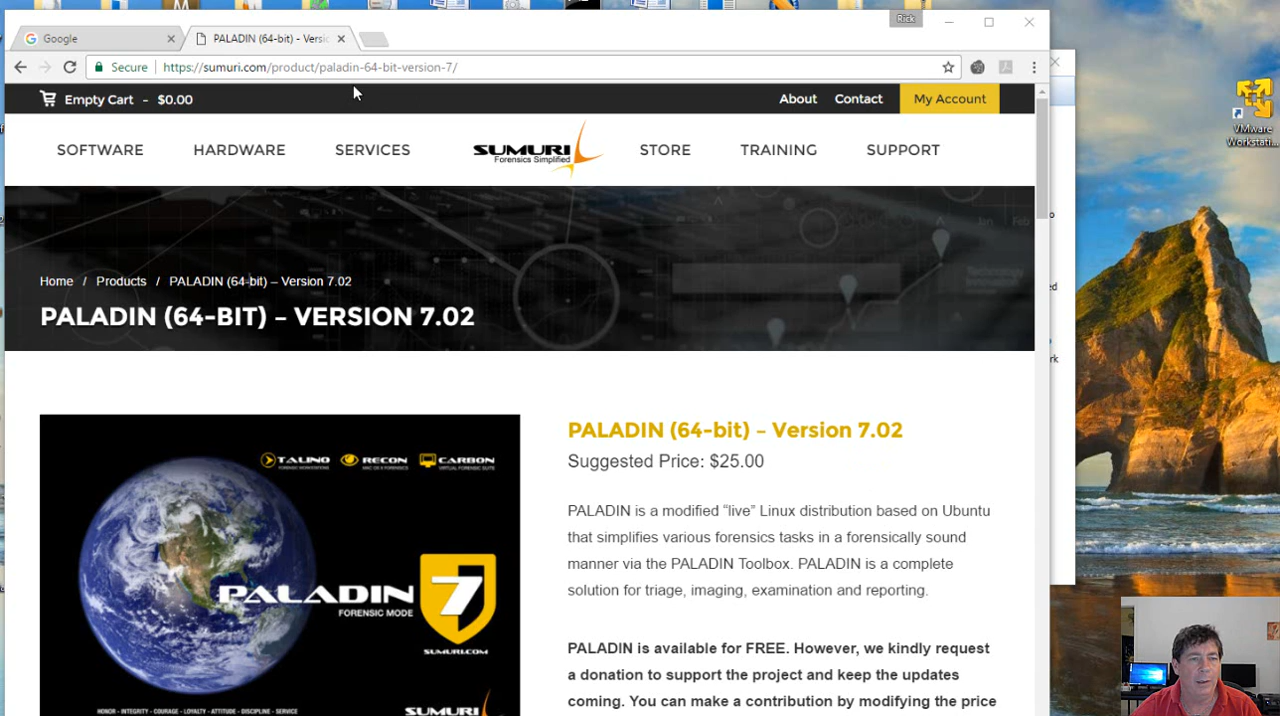 Rick
Google
PALADIN (64-bit) - Versic
Secure
https://sumuri.com/product/paladin-64-bit-version-7/
Empty Cart - $0.00
About
Contact
My Account
SOFTWARE
HARDWARE
SERVICES
SUMURI
Forensics Simplified
STORE
TRAINING
SUPPORT
VMware
Workstati...
Home / Products / PALADIN (64-bit) – Version 7.02
PALADIN (64-BIT) – VERSION 7.02
TALINO
RECON
CARBON
PALADIN
7
FORENSIC MODE
SUMURI.COM
HONOR - INTEGRITY - COURAGE - LOYALTY - ATTITUDE - DISCIPLINE - SERVICE
SUMURI
PALADIN (64-bit) – Version 7.02
Suggested Price: $25.00
PALADIN is a modified “live” Linux distribution based on Ubuntu
that simplifies various forensics tasks in a forensically sound
manner via the PALADIN Toolbox. PALADIN is a complete
solution for triage, imaging, examination and reporting.
PALADIN is available for FREE. However, we kindly request
a donation to support the project and keep the updates
coming. You can make a contribution by modifying the price